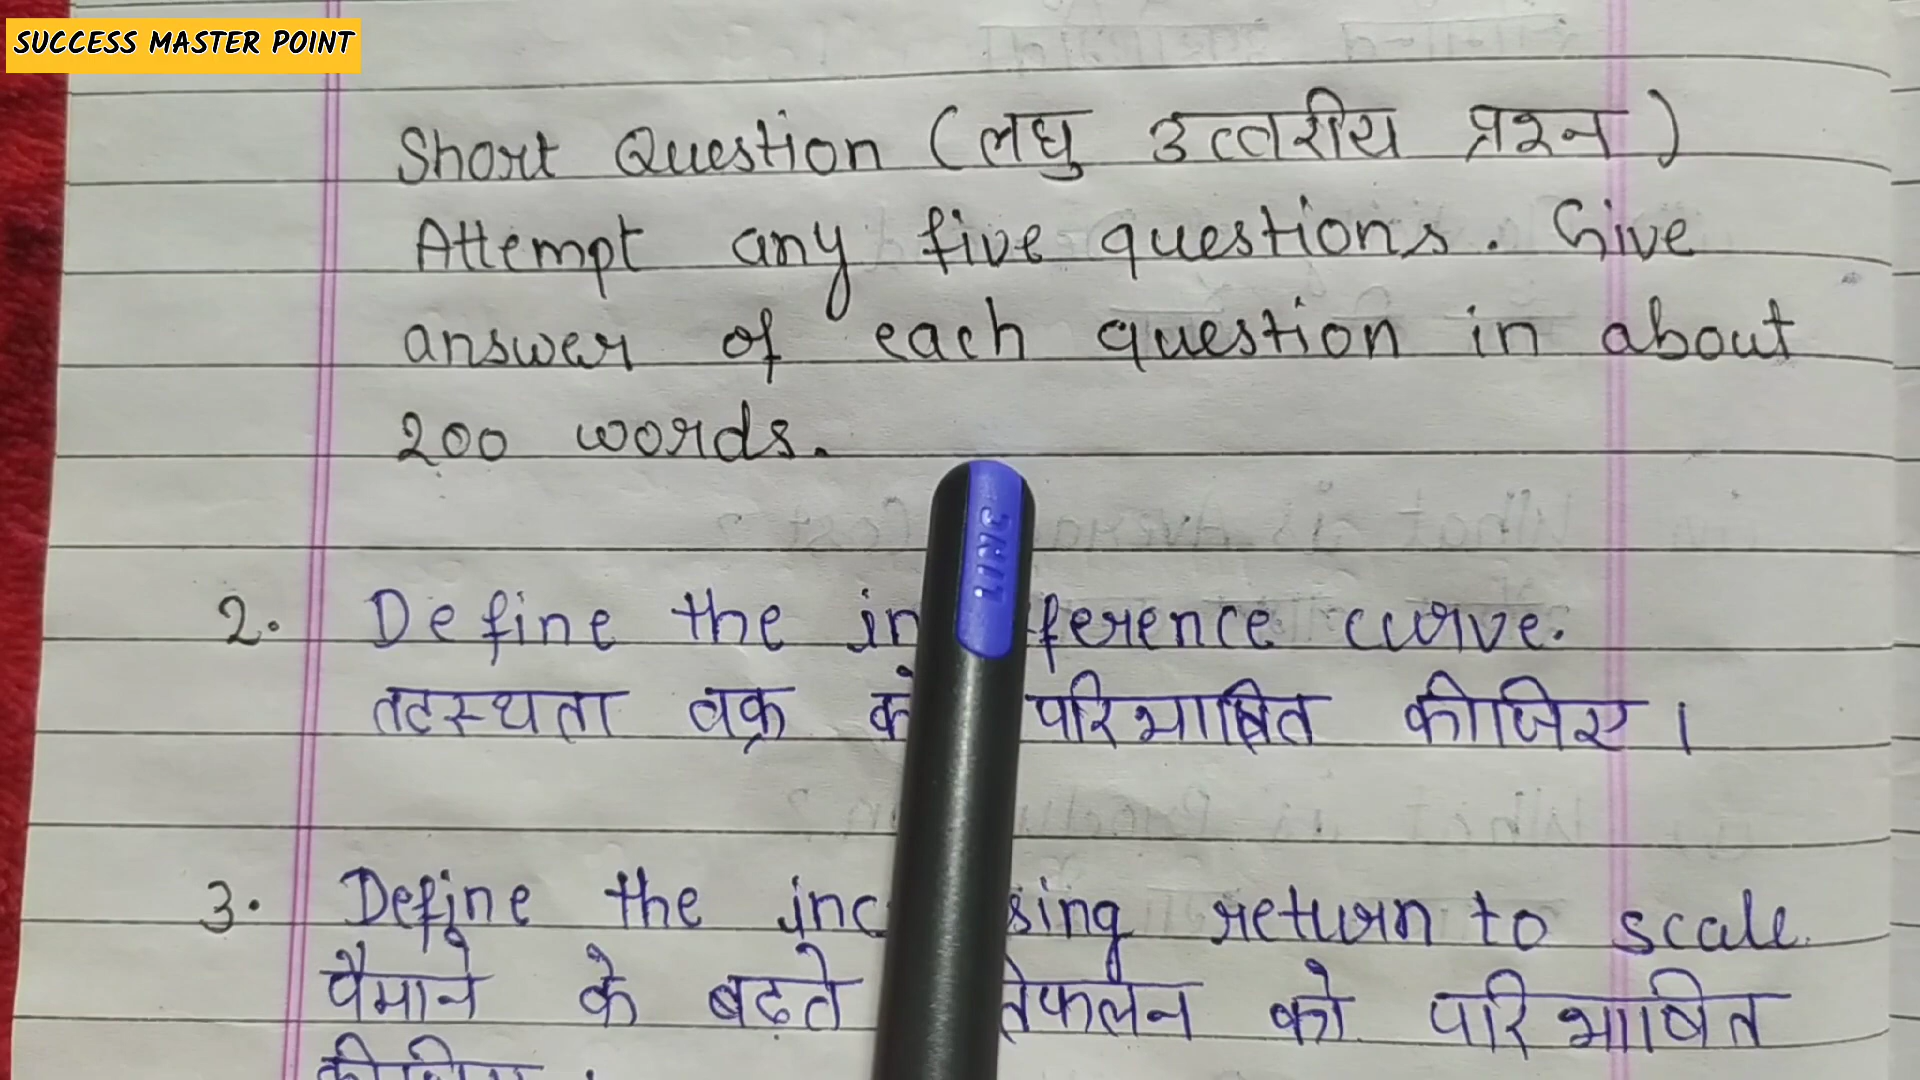 SUCCESS MASTER POINT
Short Question (लघु उत्तरीय प्रश्न)
Attempt any five questions. Give
answer of each question in about
200 words.
LINC
2. Define the in ference curve.
तटस्थता वक्र परिभाषित कीजिए।
3. Define the inc sing return to scale.
पैमाने के बढ़ते तिफलन को परिभाषित
कीजिए।